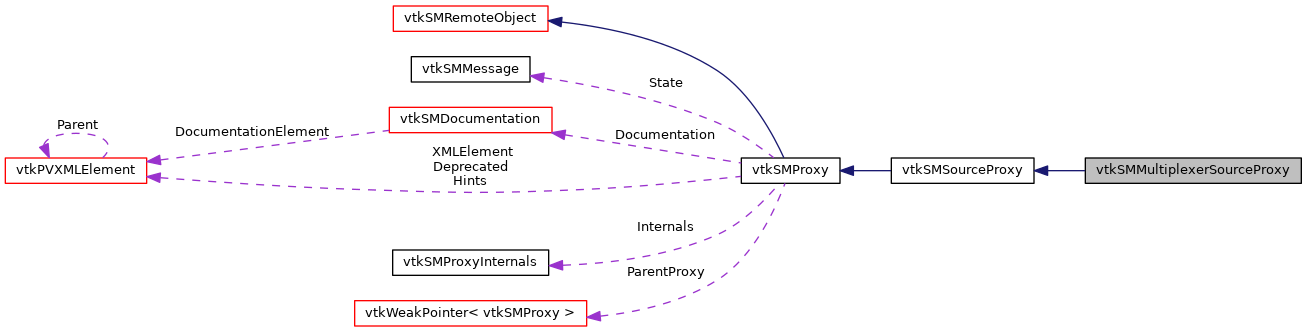 vtkSMRemoteObject
vtkSMMessage
State
vtkSMDocumentation
Parent
DocumentationElement
Documentation
XMLElement
Deprecated
Hints
vtkPVXMLElement
vtkSMProxy
vtkSMSourceProxy
vtkSMMultiplexerSourceProxy
Internals
vtkSMProxyInternals
ParentProxy
vtkWeakPointer< vtkSMProxy >